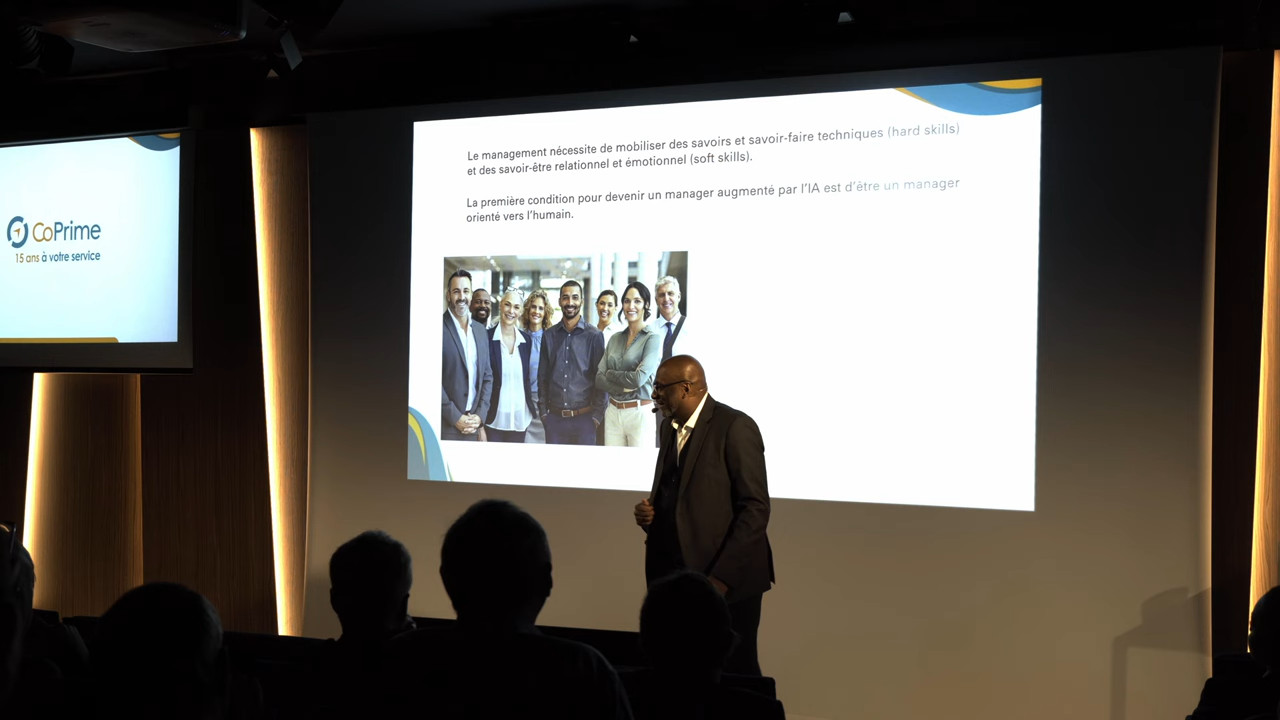 CoPrime
15 ans à votre service
Le management nécessite de mobiliser des savoirs et savoir-faire techniques (hard skills)
et des savoir-être relationnel et émotionnel (soft skills).
La première condition pour devenir un manager augmenté par l'IA est d'être un manager
orienté vers l'humain.